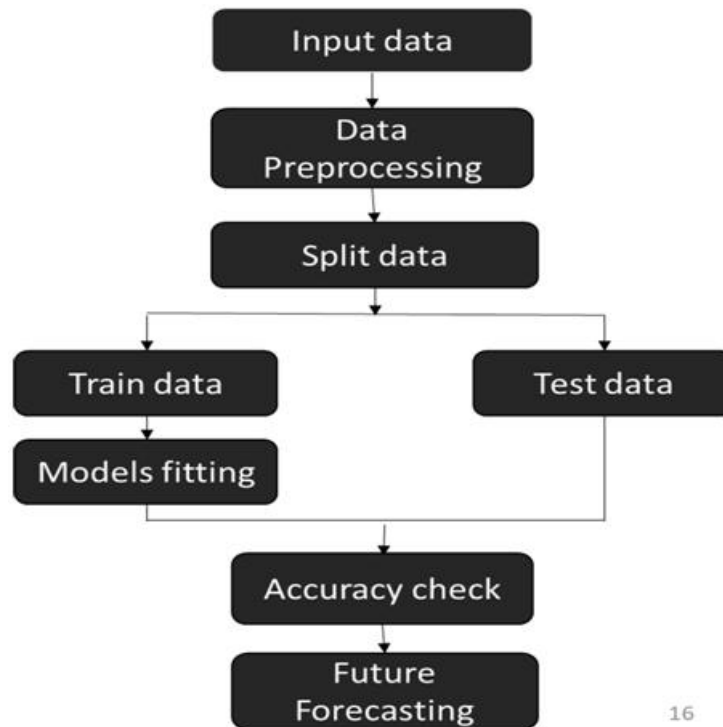 Input data
Data
Preprocessing
Split data
Train data
Test data
Models fitting
Accuracy check
Future
Forecasting
16